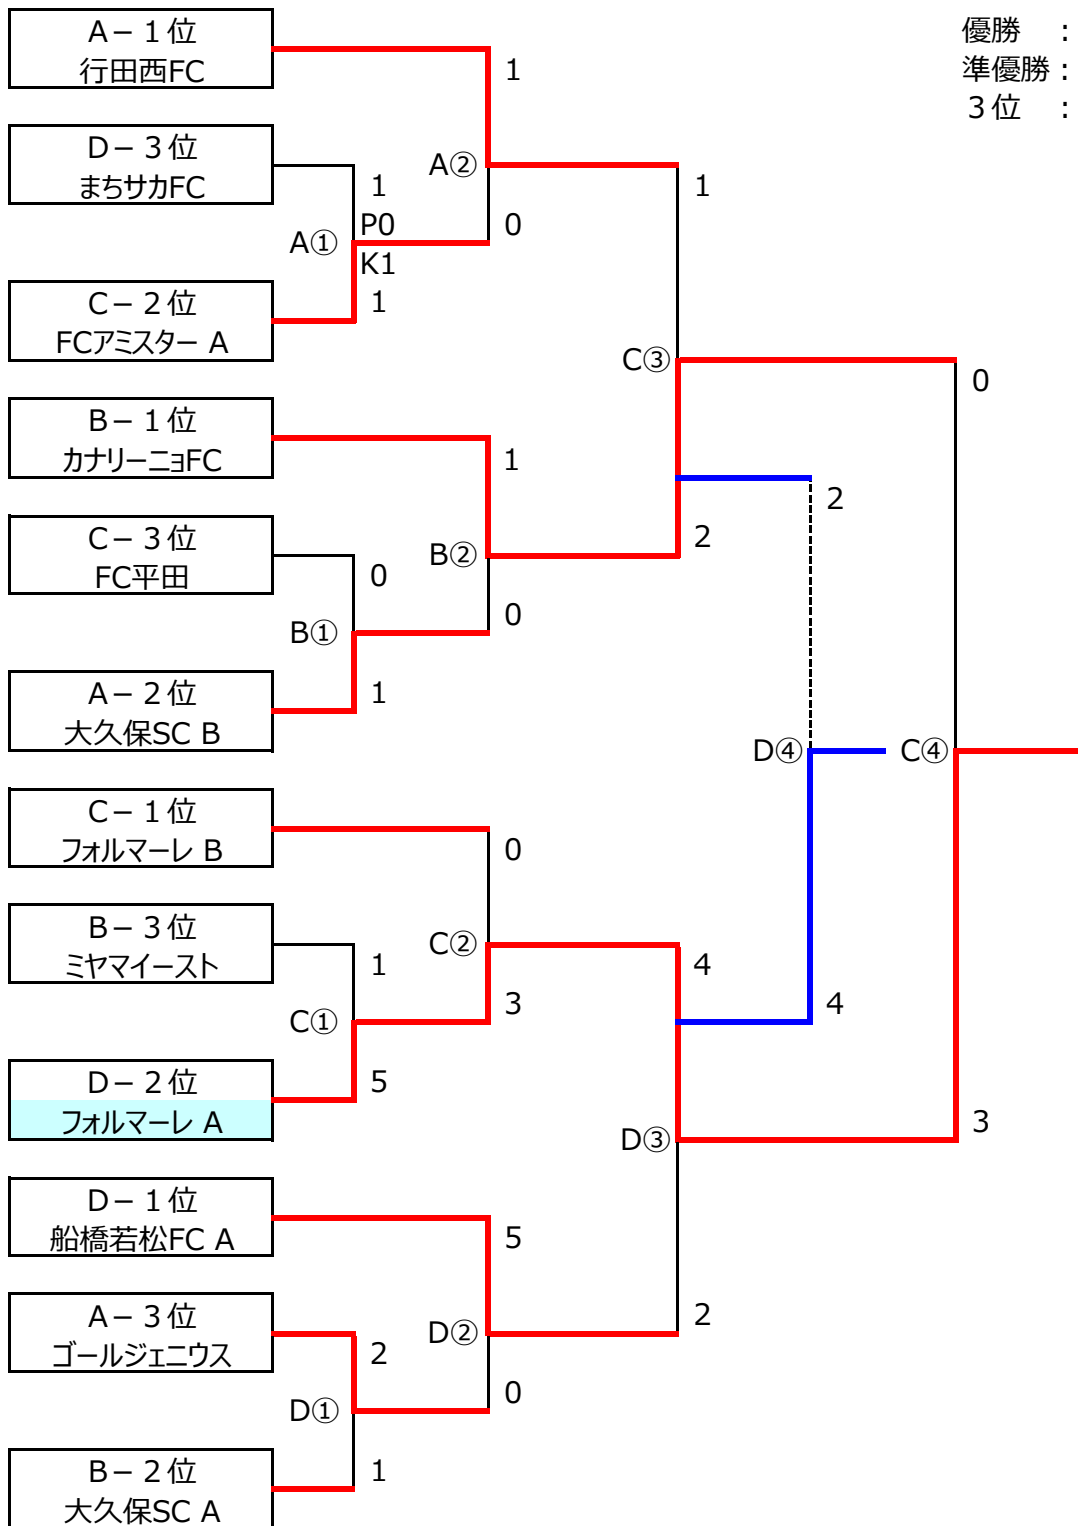 A－１位
行田西FC
優勝　：
準優勝：
３位　：
1
D－３位
まちサカFC
A②
1
1
P0
0
A①
K1
1
C－２位
FCアミスター A
C③
0
B－１位
カナリーニョFC
1
2
2
C－３位
FC平田
B②
0
0
B①
A－２位
大久保SC B
1
D④
C④
C－１位
フォルマーレ B
0
B－３位
ミヤマイースト
C②
1
4
3
4
C①
D－２位
フォルマーレ A
5
3
D③
D－１位
船橋若松FC A
5
A－３位
ゴールジェニウス
2
D②
2
0
D①
B－２位
大久保SC A
1